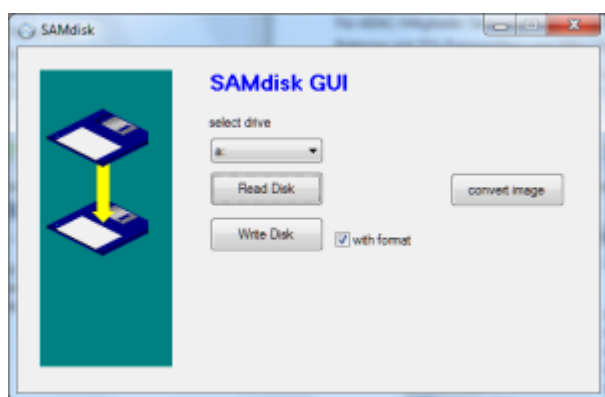 SAMdisk
SAMdisk GUI
select drive
a:
Read Disk
convert image
Write Disk
with format